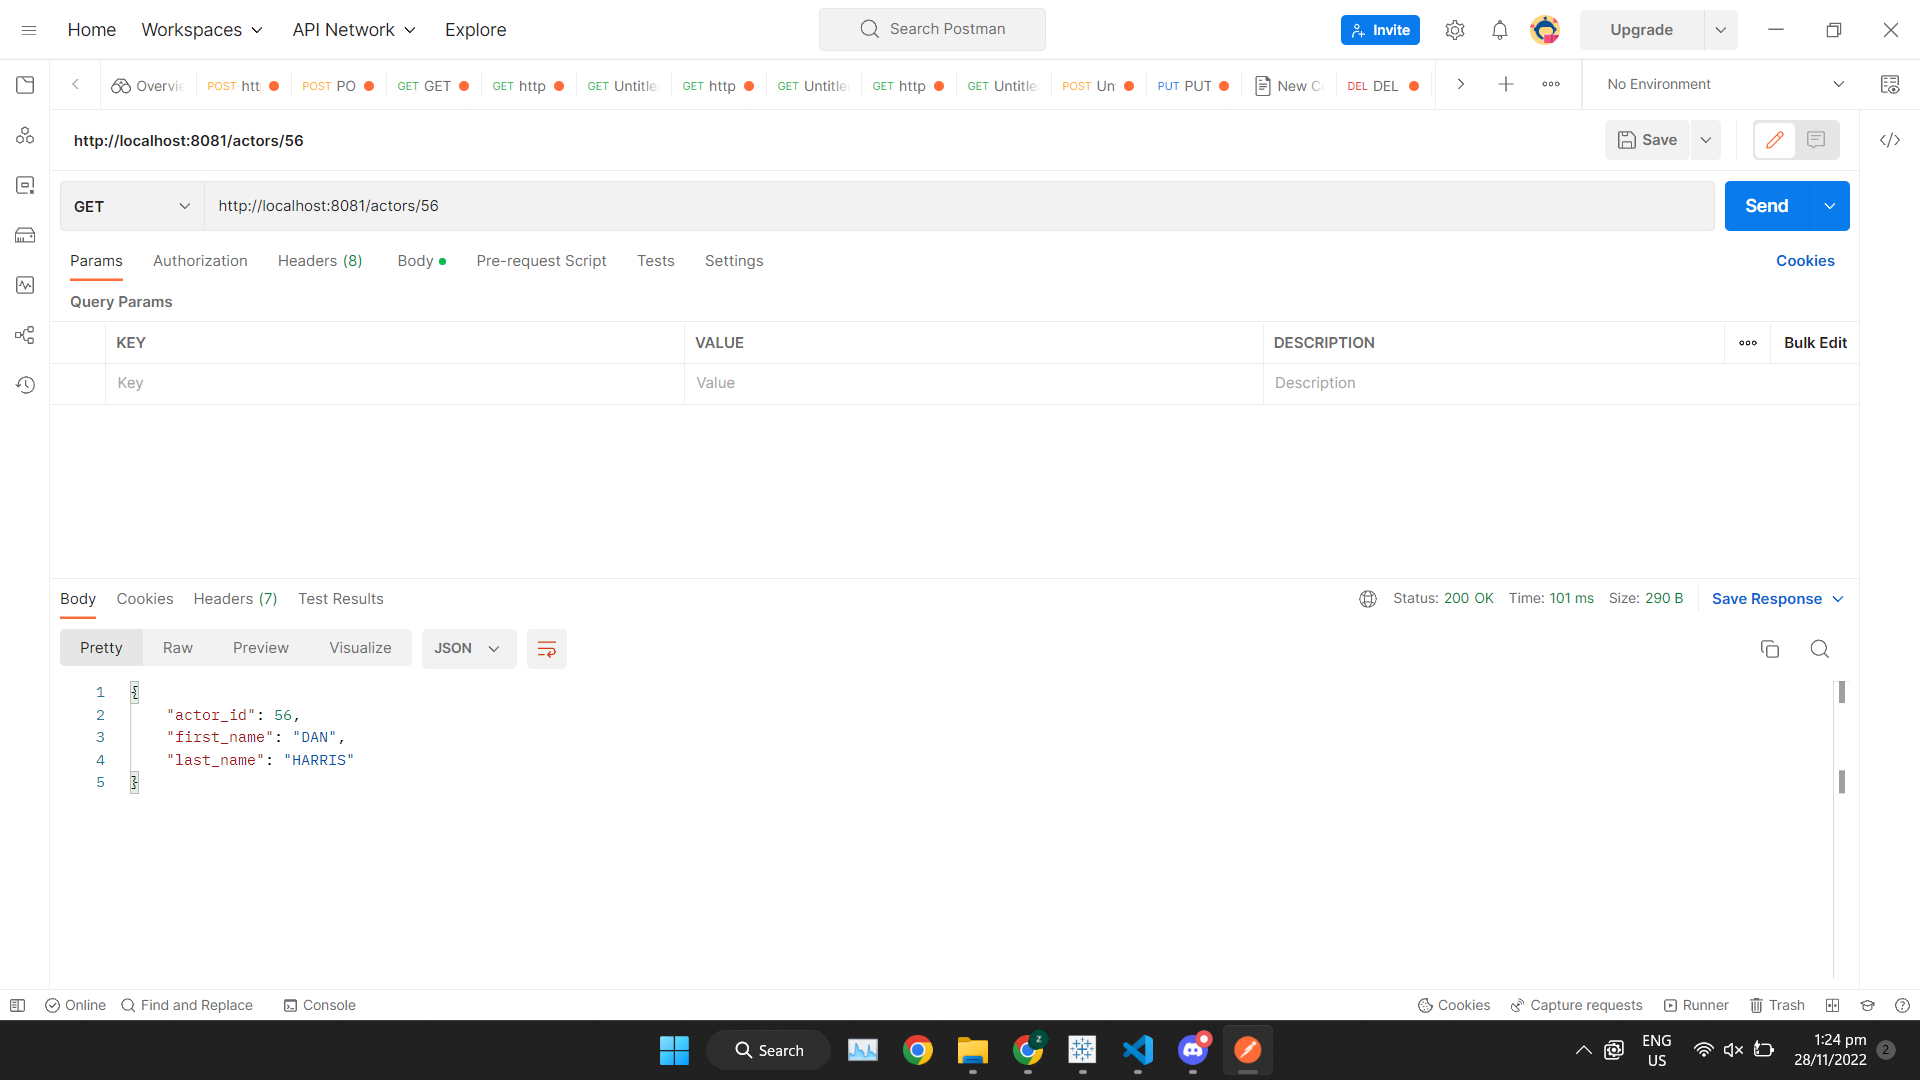 Home Workspaces API Network Explore Search Postman Invite Upgrade
Overvie POST htt POST PO GET GET GET http GET Untitle GET http GET Untitle GET http GET Untitle POST Un PUT PUT New Co DEL DEL No Environment
http://localhost:8081/actors/56 Save
GET http://localhost:8081/actors/56 Send
Params Authorization Headers (8) Body Pre-request Script Tests Settings Cookies
Query Params
KEY VALUE DESCRIPTION Bulk Edit
Key Value Description
Body Cookies Headers (7) Test Results Status: 200 OK Time: 101 ms Size: 290 B Save Response
Pretty Raw Preview Visualize JSON
1 {
2 "actor_id": 56,
3 "first_name": "DAN",
4 "last_name": "HARRIS"
5 }
Online Find and Replace Console Cookies Capture requests Runner Trash
Search z ENG US 1:24 pm 28/11/2022 2